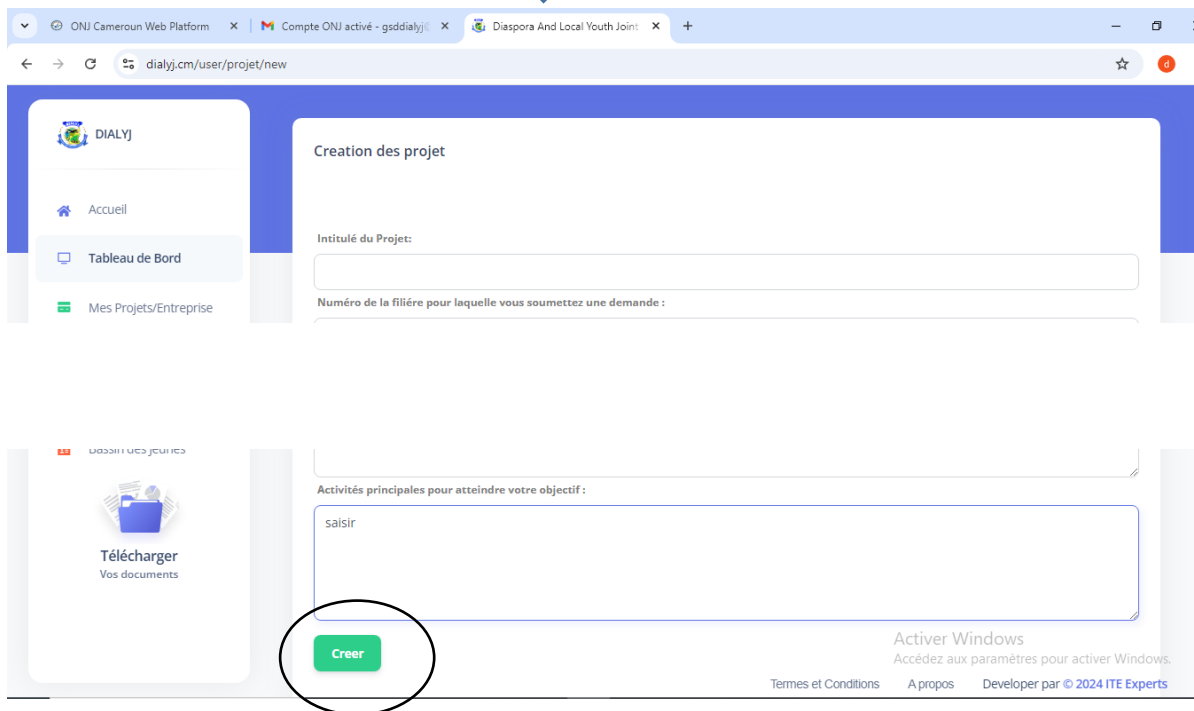 ONJ Cameroun Web Platform
Compte ONJ activé - gsddialyj
Diaspora And Local Youth Joint
dialyj.cm/user/projet/new
d
DIALYJ
Accueil
Tableau de Bord
Mes Projets/Entreprise
Bassin des jeunes
Télécharger
Vos documents
Creation des projet
Intitulé du Projet:
Numéro de la filiére pour laquelle vous soumettez une demande :
Activités principales pour atteindre votre objectif :
saisir
Creer
Activer Windows
Accédez aux paramètres pour activer Windows.
Termes et Conditions A propos Developer par © 2024 ITE Experts